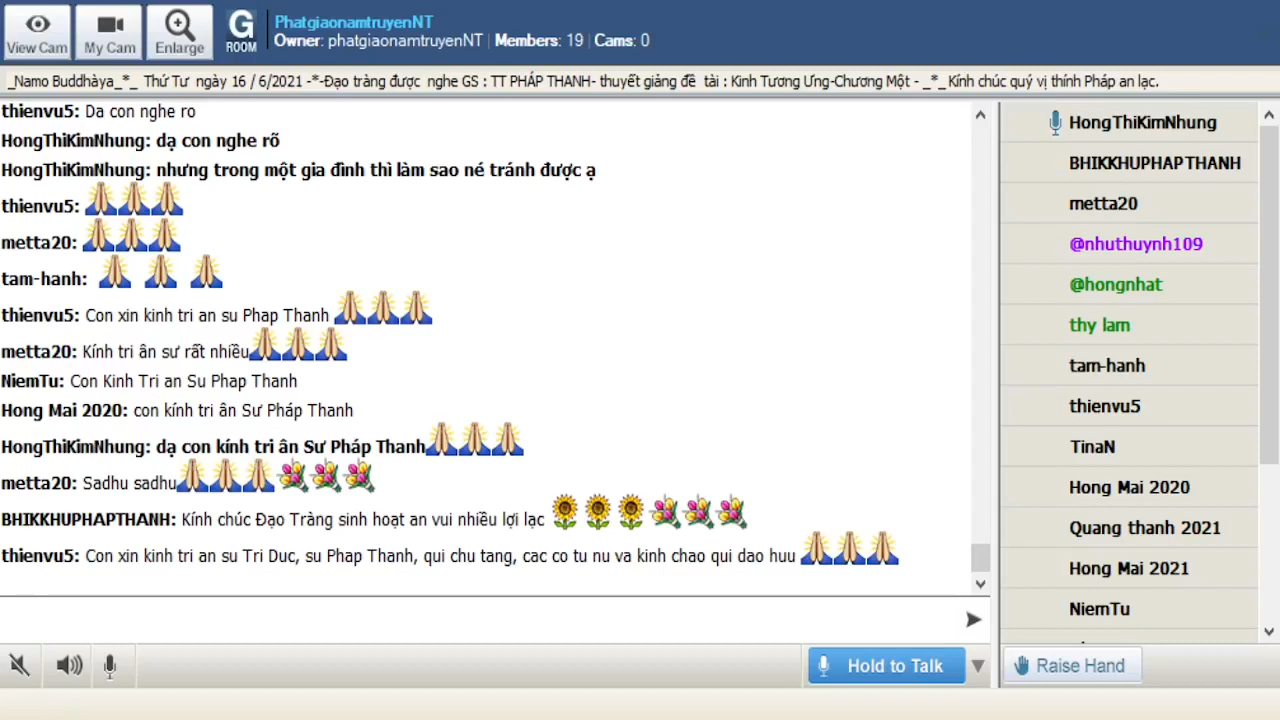 View Cam
My Cam
Enlarge
G
ROOM
PhatgiaonamtruyenNT
Owner: phatgiaonamtruyenNT | Members: 19 | Cams: 0
_Namo Buddhàya_*_ Thứ Tư ngày 16 / 6/2021 -*-Đạo tràng được nghe GS : TT PHÁP THANH- thuyết giảng đề tài : Kinh Tương Ưng-Chương Một - _*_ Kính chúc quý vị thính Pháp an lạc.
thienvu5: Da con nghe ro
HongThiKimNhung: dạ con nghe rõ
HongThiKimNhung: nhưng trong một gia đình thì làm sao né tránh được ạ
thienvu5:
metta20:
tam-hanh:
thienvu5: Con xin kinh tri an su Phap Thanh
metta20: Kính tri ân sư rất nhiều
NiemTu: Con Kinh Tri an Su Phap Thanh
Hong Mai 2020: con kính tri ân Sư Pháp Thanh
HongThiKimNhung: dạ con kính tri ân Sư Pháp Thanh
metta20: Sadhu sadhu
BHIKKHUPHAPTHANH: Kính chúc Đạo Tràng sinh hoạt an vui nhiều lợi lạc
thienvu5: Con xin kinh tri an su Tri Duc, su Phap Thanh, qui chu tang, cac co tu nu va kinh chao qui dao huu
HongThiKimNhung
BHIKKHUPHAPTHANH
metta20
@nhuthuynh109
@hongnhat
thy lam
tam-hanh
thienvu5
TinaN
Hong Mai 2020
Quang thanh 2021
Hong Mai 2021
NiemTu
Hold to Talk
Raise Hand